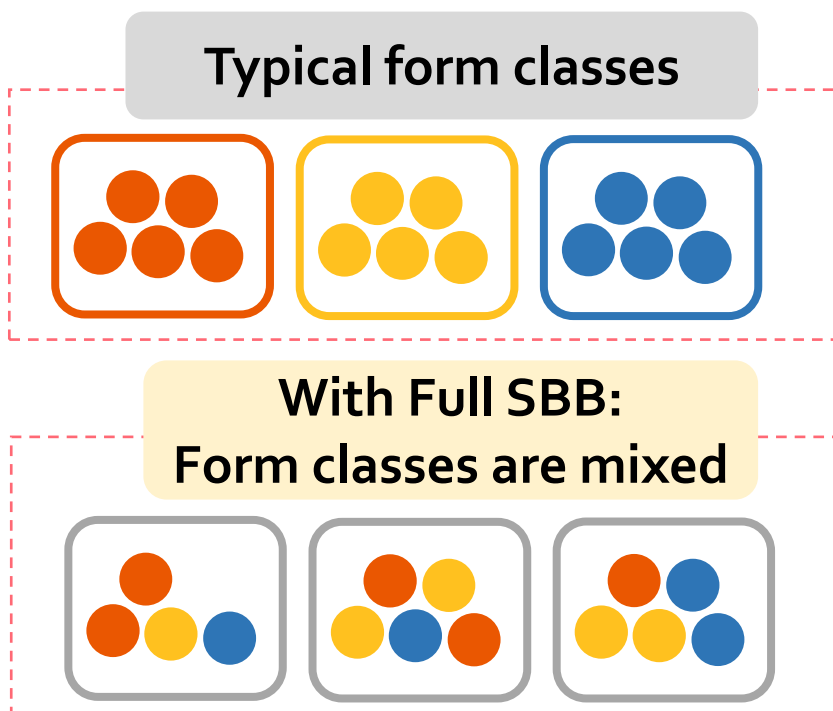 Typical form classes
With Full SBB:
Form classes are mixed